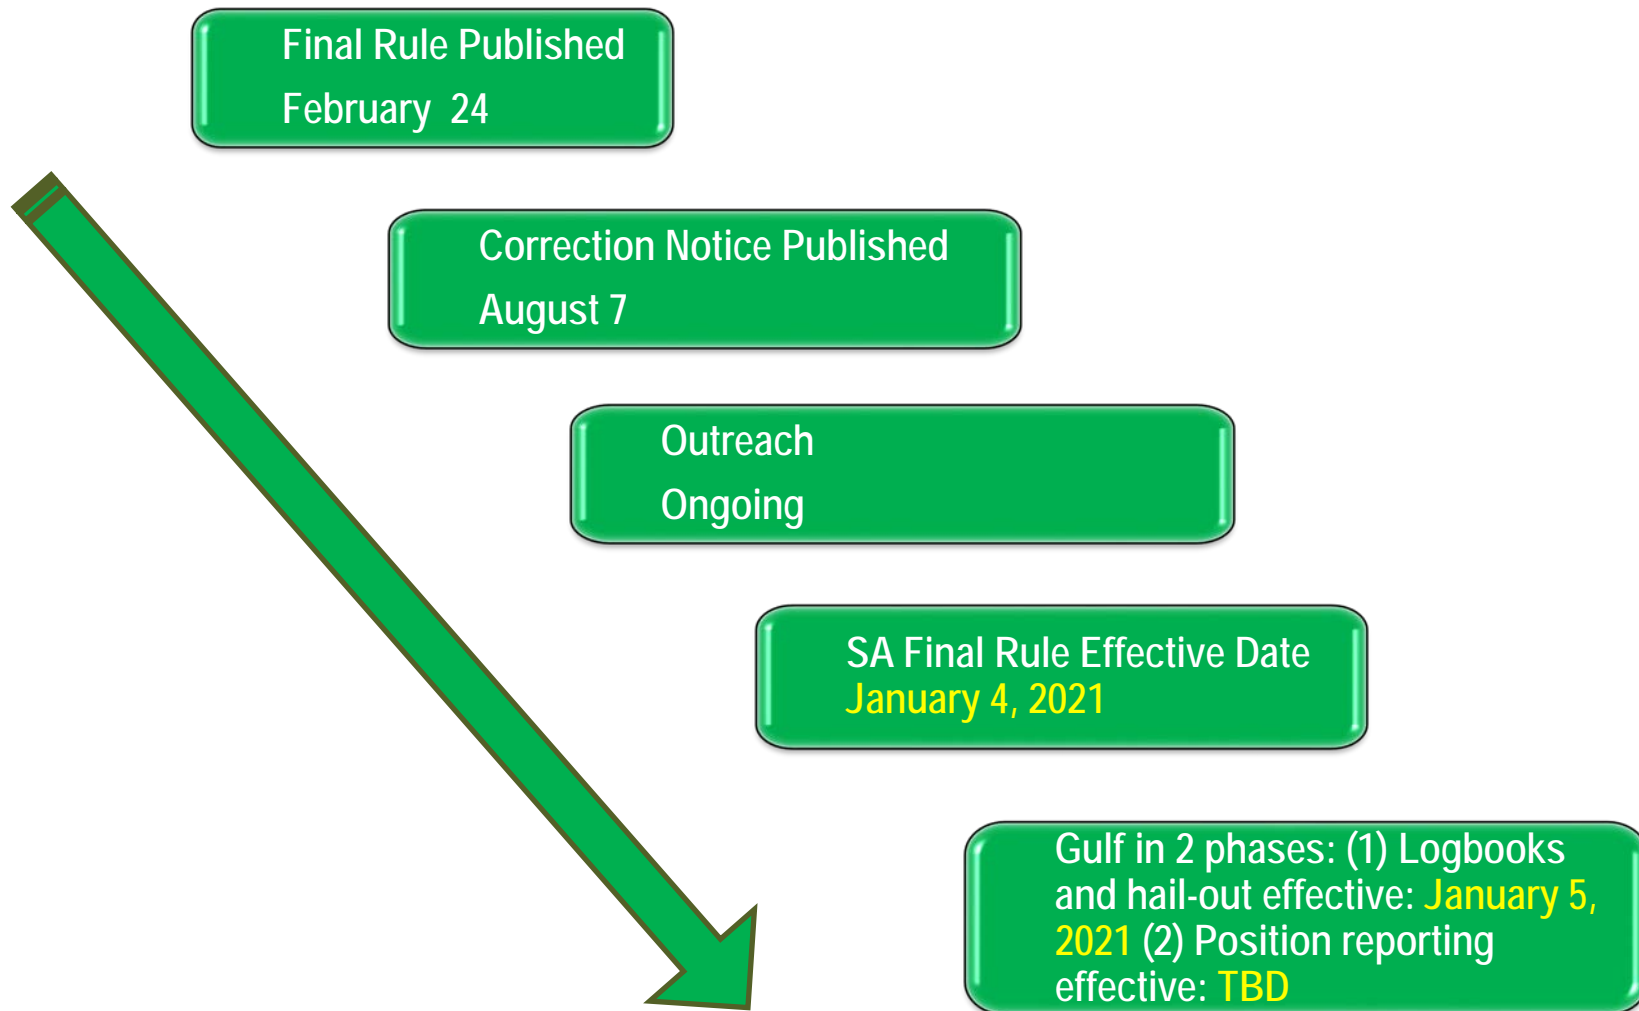 Final Rule Published
February 24
Correction Notice Published
August 7
Outreach
Ongoing
SA Final Rule Effective Date
January 4, 2021
Gulf in 2 phases: (1) Logbooks
and hail-out effective: January 5,
2021 (2) Position reporting
effective: TBD